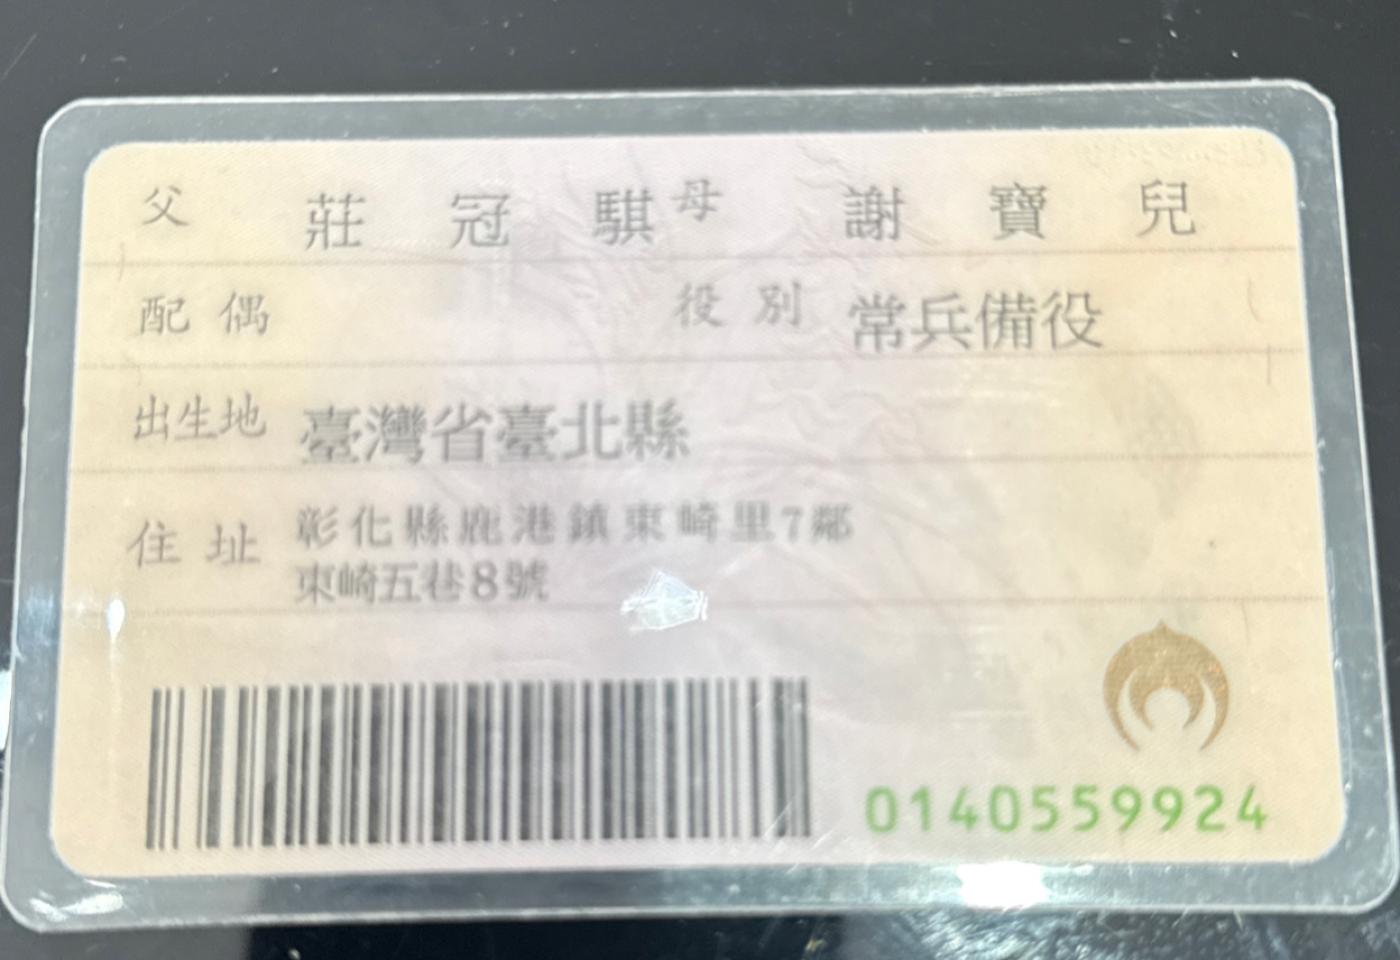 父 莊冠騏 母 謝寶兒
配偶 役別 常兵備役
出生地 臺灣省臺北縣
住址 彰化縣鹿港鎮東崎里7鄰
東崎五巷8號
0140559924